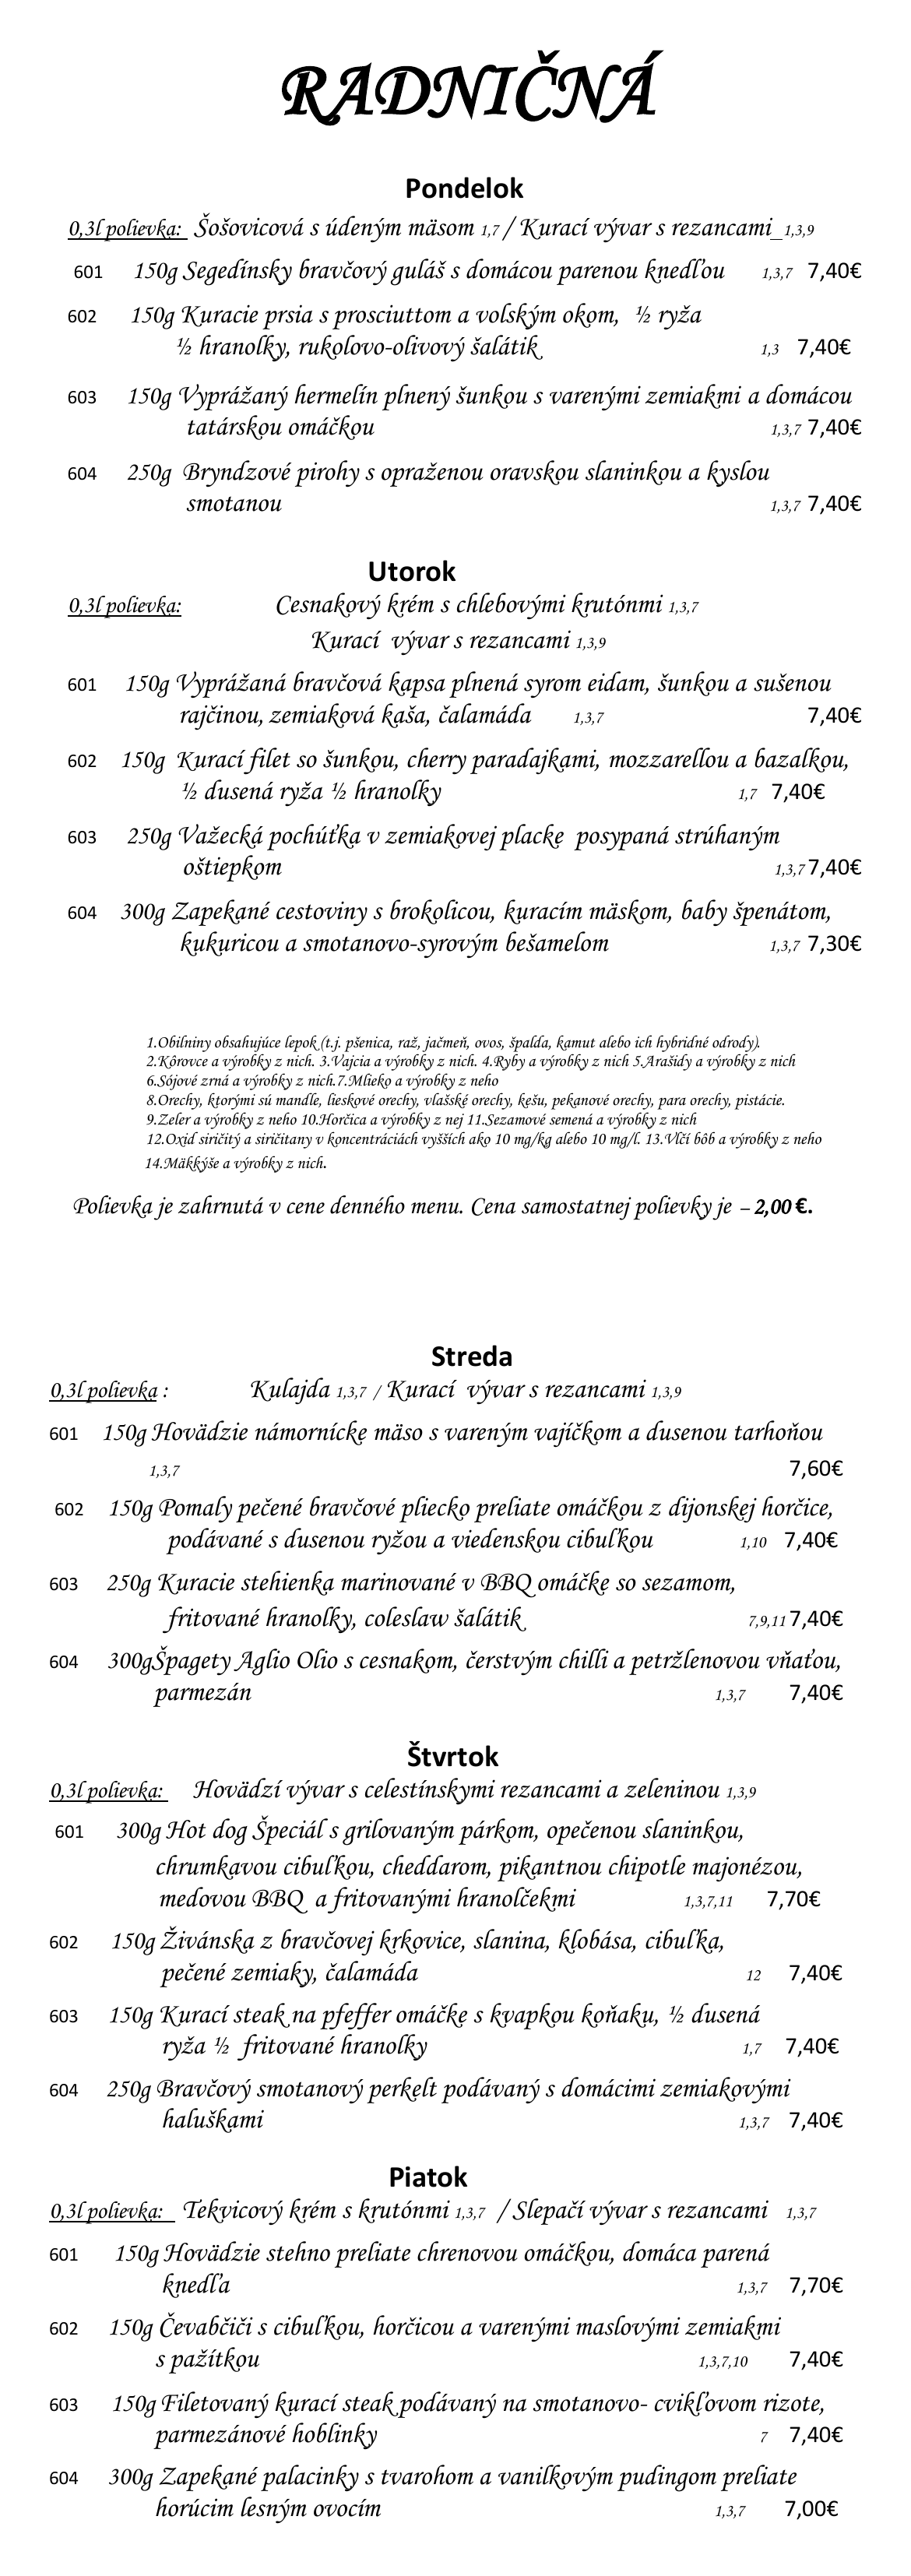 RADNIČNÁ
Pondelok
0,3l polievka: Šošovicová s údeným mäsom 1,7 / Kurací vývar s rezancami_1,3,9
601 150g Segedínsky bravčový guláš s domácou parenou knedľou 1,3,7 7,40€
602 150g Kuracie prsia s prosciuttom a volským okom, ½ ryža
½ hranolky, rukolovo-olivový šalátik 1,3 7,40€
603 150g Vyprážaný hermelín plnený šunkou s varenými zemiakmi a domácou
tatárskou omáčkou 1,3,7 7,40€
604 250g Bryndzové pirohy s opraženou oravskou slaninkou a kyslou
smotanou 1,3,7 7,40€
Utorok
0,3l polievka: Cesnakový krém s chlebovými krutónmi 1,3,7
Kurací vývar s rezancami 1,3,9
601 150g Vyprážaná bravčová kapsa plnená syrom eidam, šunkou a sušenou
rajčinou, zemiaková kaša, čalamáda 1,3,7 7,40€
602 150g Kurací filet so šunkou, cherry paradajkami, mozzarellou a bazalkou,
½ dusená ryža ½ hranolky 1,7 7,40€
603 250g Važecká pochúťka v zemiakovej placke posypaná strúhaným
oštiepkom 1,3,7 7,40€
604 300g Zapekané cestoviny s brokolicou, kuracím mäskom, baby špenátom,
kukuricou a smotanovo-syrovým bešamelom 1,3,7 7,30€
1.Obilniny obsahujúce lepok (t.j. pšenica, raž, jačmeň, ovos, špalda, kamut alebo ich hybridné odrody).
2.Kôrovce a výrobky z nich. 3.Vajcia a výrobky z nich. 4.Ryby a výrobky z nich 5.Arašidy a výrobky z nich
6.Sójové zrná a výrobky z nich.7.Mlieko a výrobky z neho
8.Orechy, ktorými sú mandle, lieskové orechy, vlašské orechy, kešu, pekanové orechy, para orechy, pistácie.
9.Zeler a výrobky z neho 10.Horčica a výrobky z nej 11.Sezamové semená a výrobky z nich
12.Oxid siričitý a siričitany v koncentráciách vyšších ako 10 mg/kg alebo 10 mg/l. 13.Vlčí bôb a výrobky z neho
14.Mäkkýše a výrobky z nich.
Polievka je zahrnutá v cene denného menu. Cena samostatnej polievky je – 2,00 €.
Streda
0,3l polievka : Kulajda 1,3,7 / Kurací vývar s rezancami 1,3,9
601 150g Hovädzie námornícke mäso s vareným vajíčkom a dusenou tarhoňou
1,3,7 7,60€
602 150g Pomaly pečené bravčové pliecko preliate omáčkou z dijonskej horčice,
podávané s dusenou ryžou a viedenskou cibuľkou 1,10 7,40€
603 250g Kuracie stehienka marinované v BBQ omáčke so sezamom,
fritované hranolky, coleslaw šalátik 7,9,11 7,40€
604 300gŠpagety Aglio Olio s cesnakom, čerstvým chilli a petržlenovou vňaťou,
parmezán 1,3,7 7,40€
Štvrtok
0,3l polievka: Hovädzí vývar s celestínskymi rezancami a zeleninou 1,3,9
601 300g Hot dog Špeciál s grilovaným párkom, opečenou slaninkou,
chrumkavou cibuľkou, cheddarom, pikantnou chipotle majonézou,
medovou BBQ a fritovanými hranolčekmi 1,3,7,11 7,70€
602 150g Živánska z bravčovej krkovice, slanina, klobása, cibuľka,
pečené zemiaky, čalamáda 12 7,40€
603 150g Kurací steak na pfeffer omáčke s kvapkou koňaku, ½ dusená
ryža ½ fritované hranolky 1,7 7,40€
604 250g Bravčový smotanový perkelt podávaný s domácimi zemiakovými
haluškami 1,3,7 7,40€
Piatok
0,3l polievka: Tekvicový krém s krutónmi 1,3,7 / Slepačí vývar s rezancami 1,3,7
601 150g Hovädzie stehno preliate chrenovou omáčkou, domáca parená
knedľa 1,3,7 7,70€
602 150g Čevabčiči s cibuľkou, horčicou a varenými maslovými zemiakmi
s pažítkou 1,3,7,10 7,40€
603 150g Filetovaný kurací steak podávaný na smotanovo- cvikľovom rizote,
parmezánové hoblinky 7 7,40€
604 300g Zapekané palacinky s tvarohom a vanilkovým pudingom preliate
horúcim lesným ovocím 1,3,7 7,00€